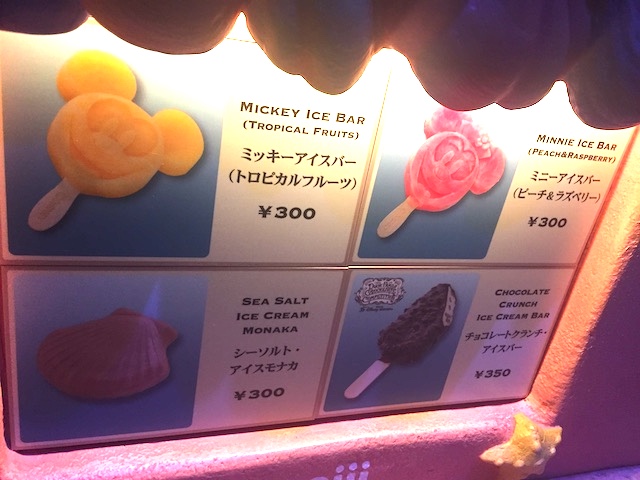 MICKEY ICE BAR
(TROPICAL FRUITS)
ミッキーアイスバー
(トロピカルフルーツ)
¥300
MINNIE ICE BAR
(PEACH&RASPBERRY)
ミニーアイスバー
(ピーチ&ラズベリー)
¥300
SEA SALT
ICE CREAM
MONAKA
シーソルト・
アイスモナカ
¥300
CHOCOLATE
CRUNCH
ICE CREAM BAR
チョコレートクランチ・
アイスバー
¥350